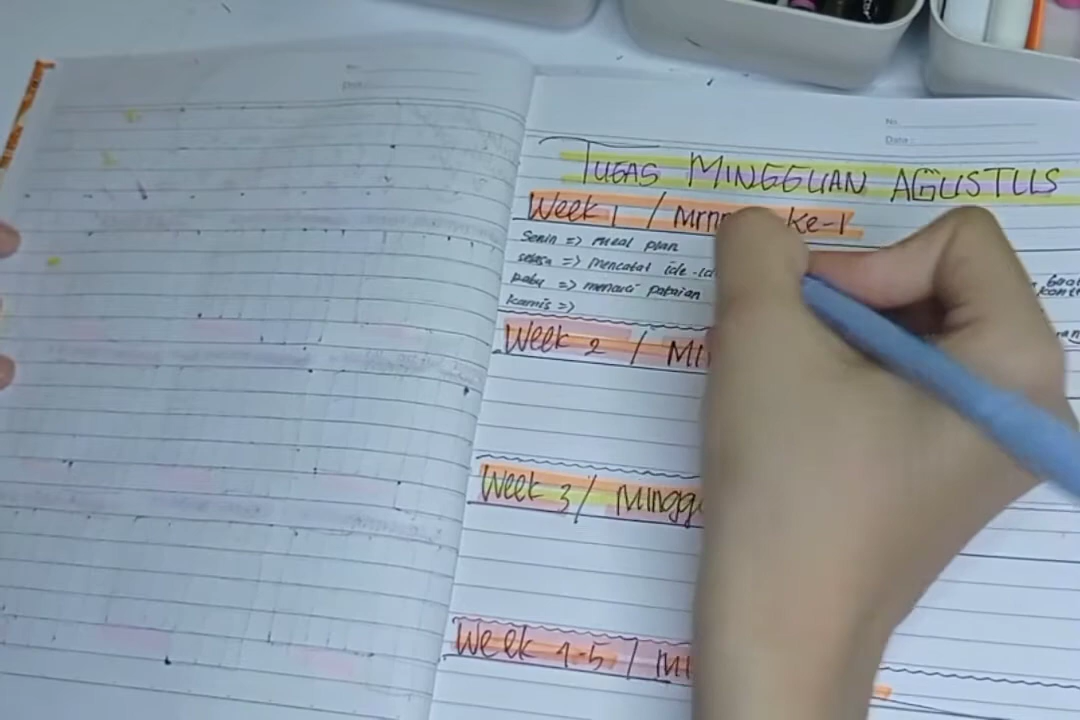 No.
Date:
TUGAS MINGGUAN AGUSTUS
Week 1 / Ke-1
Senin => meal plan
selasa => mencatat ide-
rabu => mencuci pakaian
kamis =>
Week 2 / MI
Week 3 / Minggu
Week 4-5 / MI